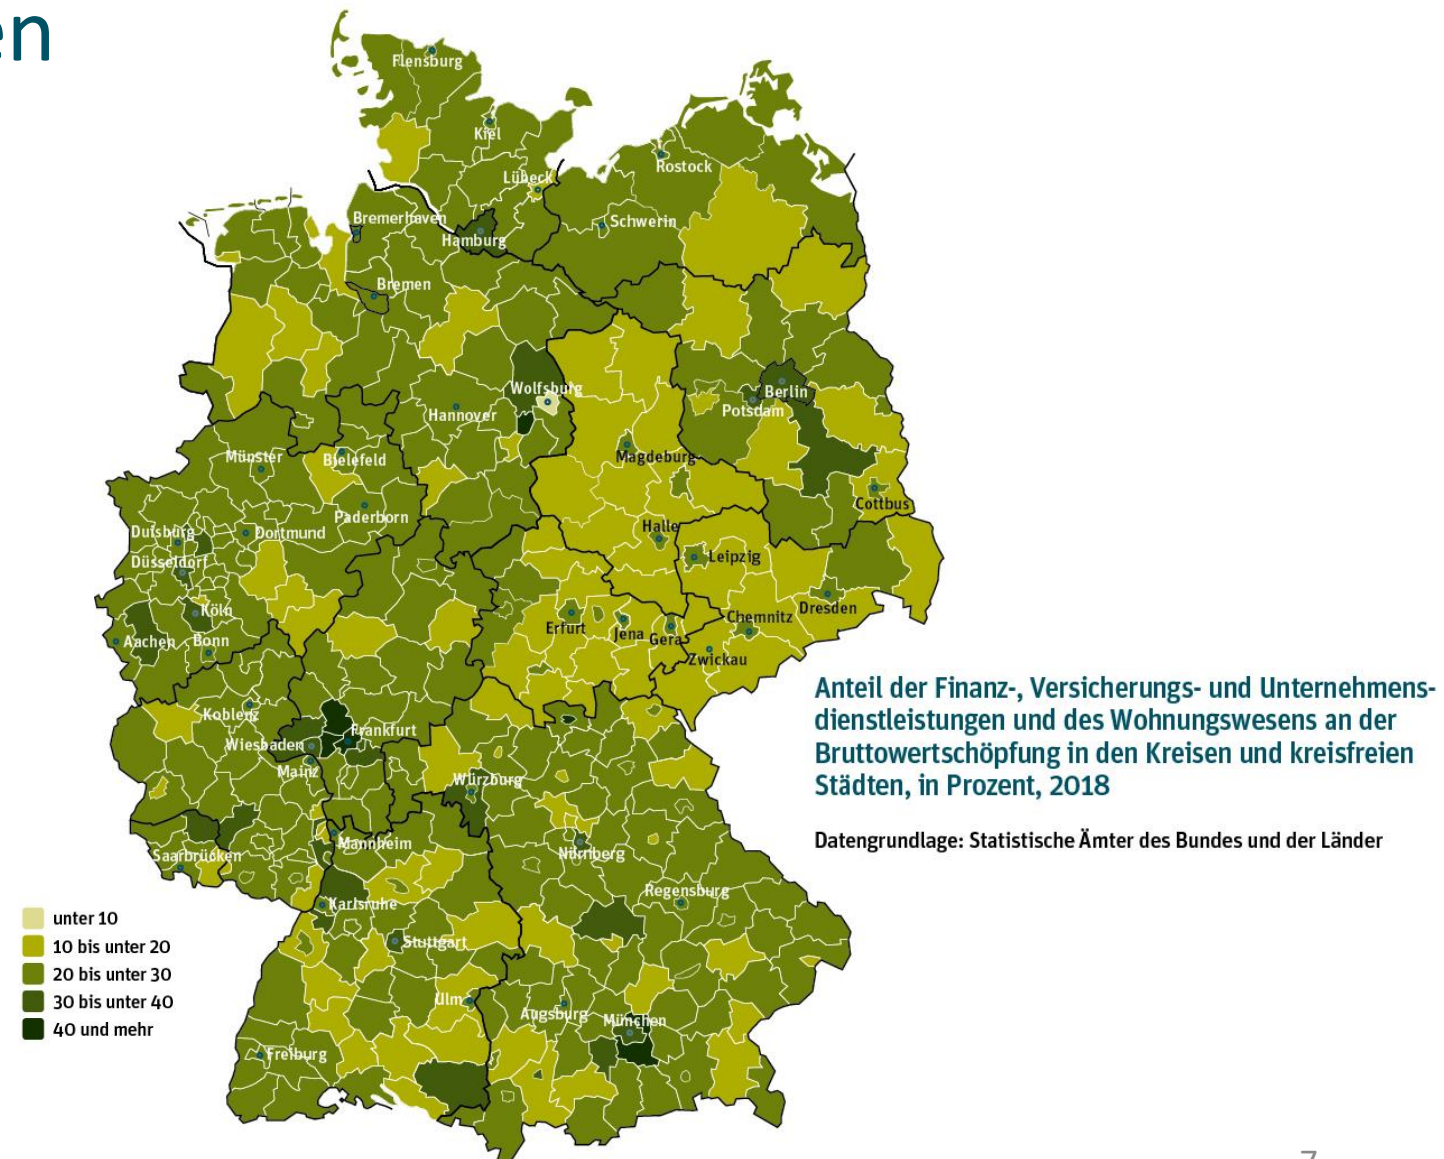 en
Flensburg
Kiel
Lübeck
Rostock
Schwerin
Bremerhaven
Hamburg
Bremen
Wolfsburg
Hannover
Berlin
Potsdam
Magdeburg
Cottbus
Münster
Bielefeld
Paderborn
Duisburg
Dortmund
Düsseldorf
Halle
Leipzig
Köln
Aachen
Bonn
Erfurt
Jena
Gera
Chemnitz
Dresden
Zwickau
Koblenz
Wiesbaden
Frankfurt
Mainz
Würzburg
Mannheim
Saarbrücken
Nürnberg
Regensburg
Karlsruhe
Stuttgart
Ulm
Augsburg
München
Freiburg
Anteil der Finanz-, Versicherungs- und Unternehmens-
dienstleistungen und des Wohnungswesens an der
Bruttowertschöpfung in den Kreisen und kreisfreien
Städten, in Prozent, 2018
Datengrundlage: Statistische Ämter des Bundes und der Länder
unter 10
10 bis unter 20
20 bis unter 30
30 bis unter 40
40 und mehr
7